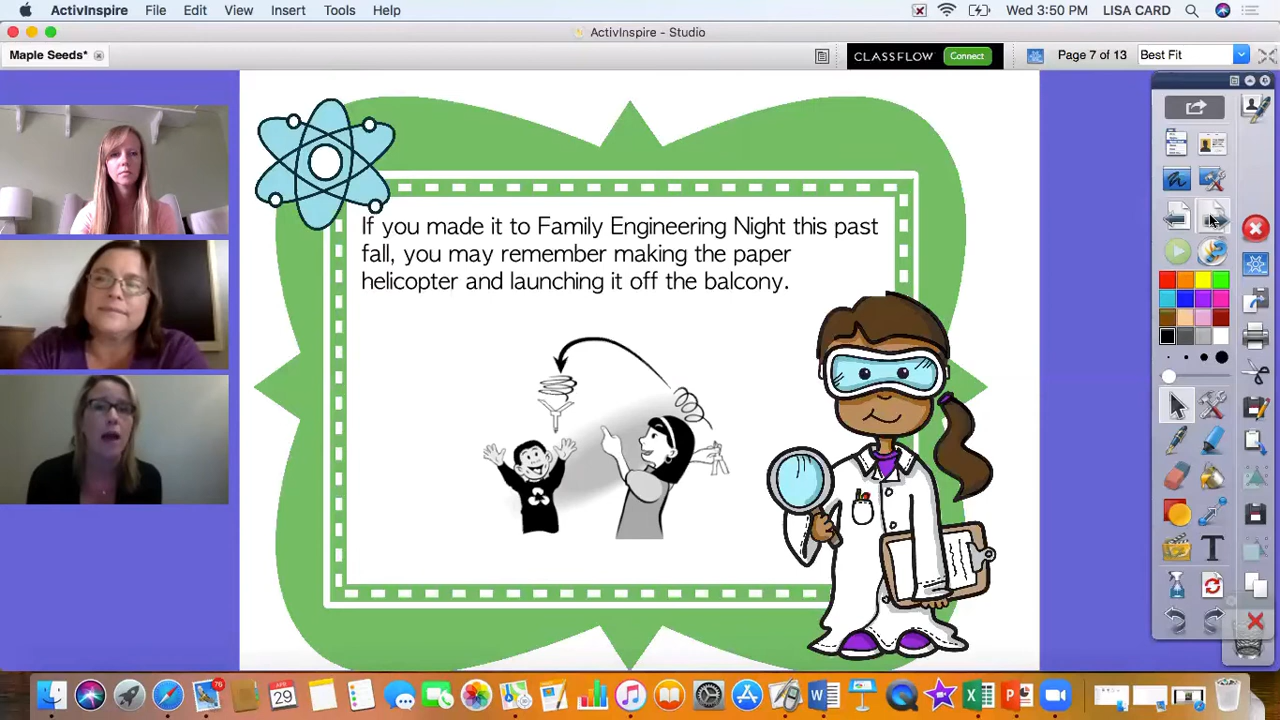 ActivInspire File Edit View Insert Tools Help Wed 3:50 PM LISA CARD
ActivInspire - Studio
Maple Seeds* CLASSFLOW Connect Page 7 of 13 Best Fit
If you made it to Family Engineering Night this past
fall, you may remember making the paper
helicopter and launching it off the balcony.
T
76
APR
29
W
X
P